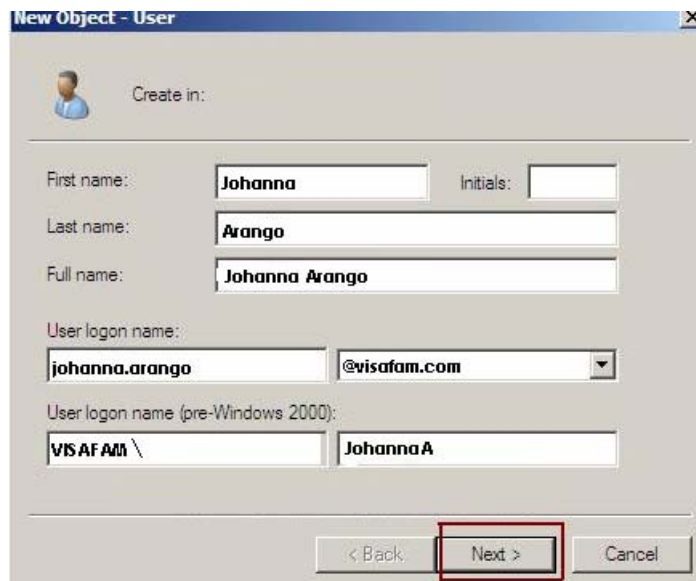 New Object - User
Create in:
First name: Johanna Initials:
Last name: Arango
Full name: Johanna Arango
User logon name:
johanna.arango @visafam.com
User logon name (pre-Windows 2000):
VISAFAM \ JohannaA
< Back Next > Cancel